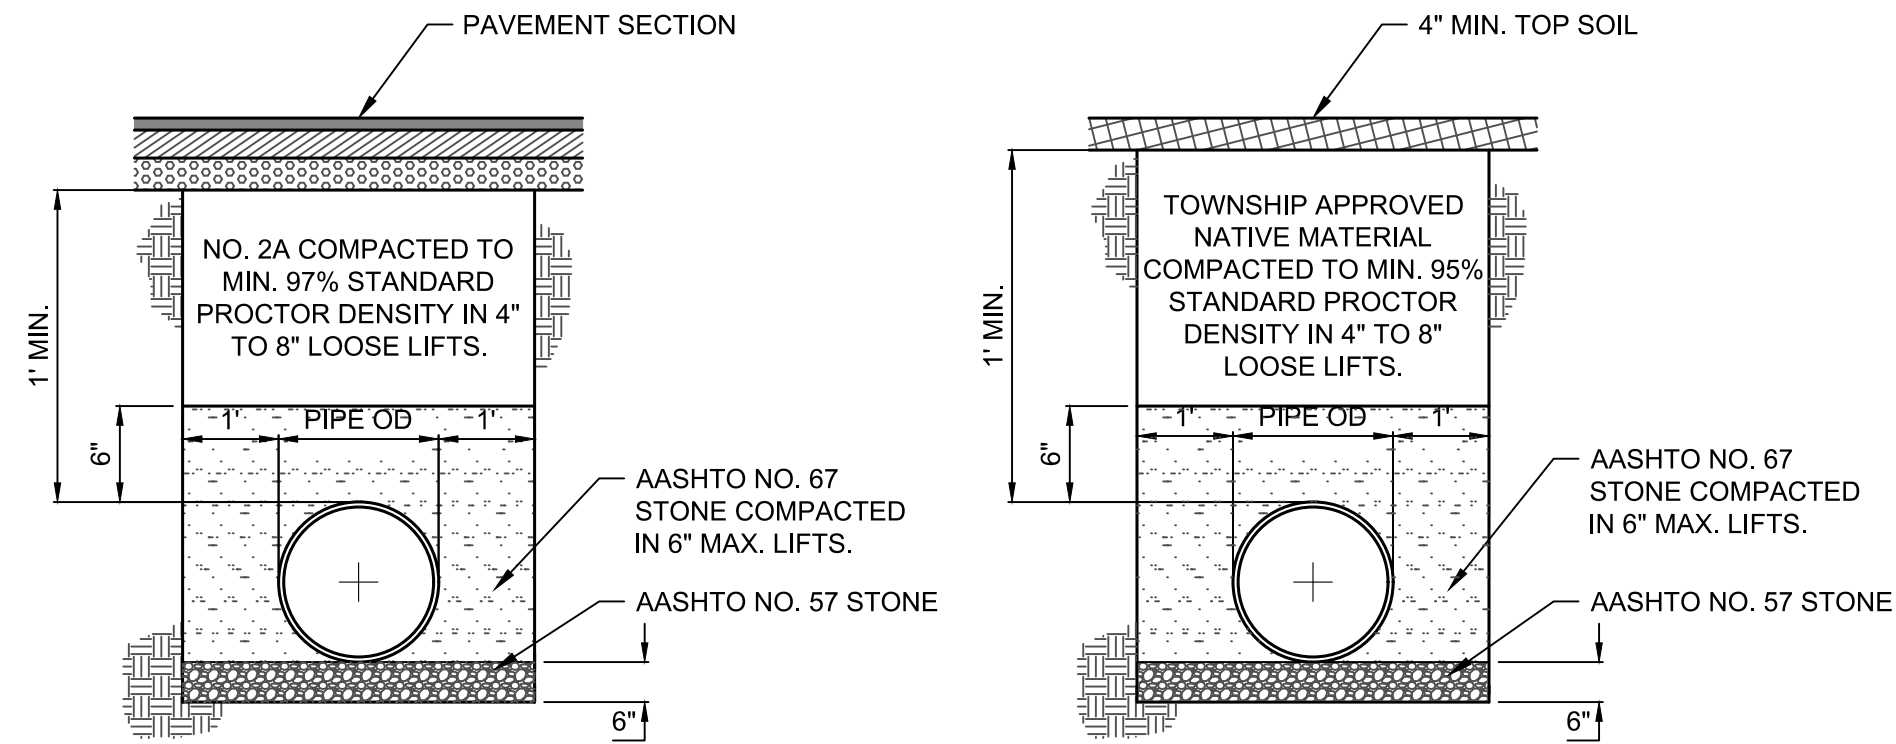 PAVEMENT SECTION
NO. 2A COMPACTED TO
MIN. 97% STANDARD
PROCTOR DENSITY IN 4"
TO 8" LOOSE LIFTS.
1' MIN.
6"
1'
PIPE OD
1'
AASHTO NO. 67
STONE COMPACTED
IN 6" MAX. LIFTS.
AASHTO NO. 57 STONE
6"
4" MIN. TOP SOIL
TOWNSHIP APPROVED
NATIVE MATERIAL
COMPACTED TO MIN. 95%
STANDARD PROCTOR
DENSITY IN 4" TO 8"
LOOSE LIFTS.
1' MIN.
6"
1'
PIPE OD
1'
AASHTO NO. 67
STONE COMPACTED
IN 6" MAX. LIFTS.
AASHTO NO. 57 STONE
6"